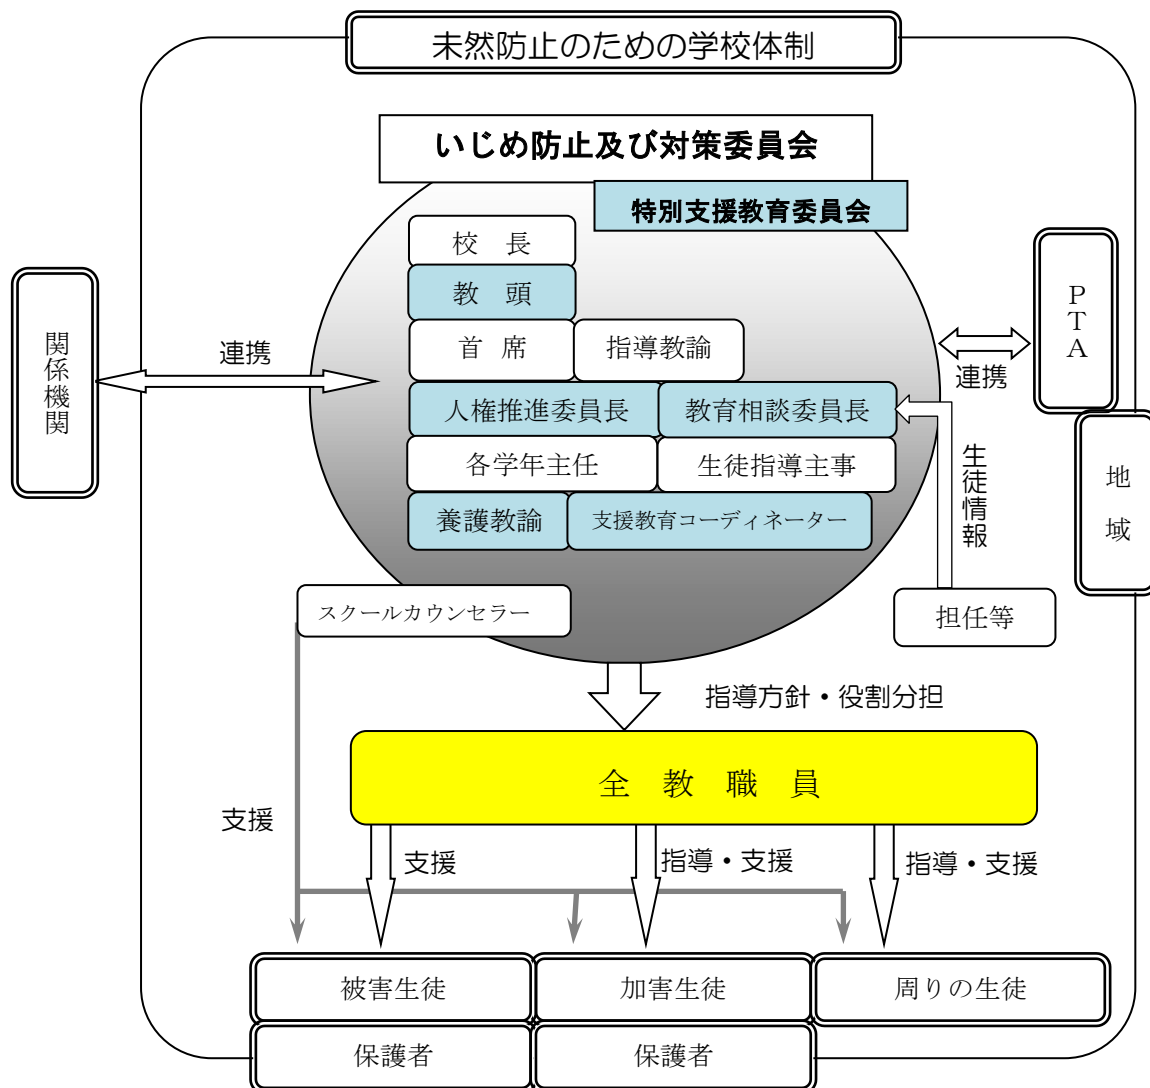 未然防止のための学校体制
いじめ防止及び対策委員会
特別支援教育委員会
校 長
教 頭
首 席
指導教諭
人権推進委員長
教育相談委員長
各学年主任
生徒指導主事
養護教諭
支援教育コーディネーター
スクールカウンセラー
関係機関
連携
連携
PTA
地域
生徒情報
担任等
指導方針・役割分担
全 教 職 員
支援
支援
指導・支援
指導・支援
被害生徒
加害生徒
周りの生徒
保護者
保護者